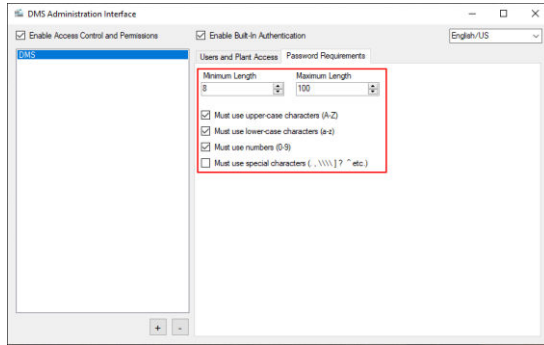 DMS Administration Interface
Enable Access Control and Permissions
Enable Built-In Authentication
English/US
DMS
Users and Plant Access
Password Requirements
Minimum Length
Maximum Length
8
100
Must use upper-case characters (A-Z)
Must use lower-case characters (a-z)
Must use numbers (0-9)
Must use special characters (. , \\\\ ] ? ^ etc.)
+
-